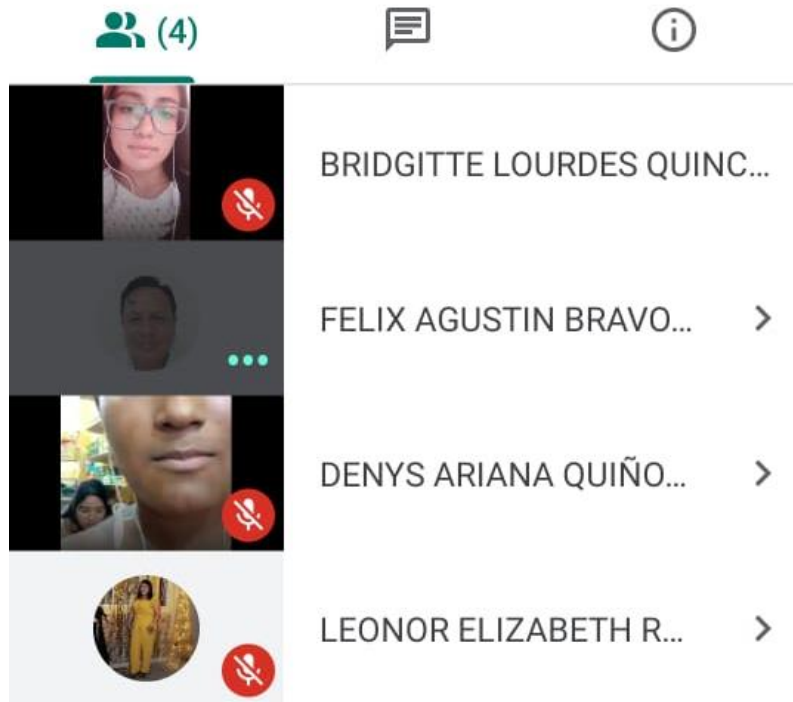 (4)
BRIDGITTE LOURDES QUINC...
FELIX AGUSTIN BRAVO...
DENYS ARIANA QUIÑO...
LEONOR ELIZABETH R...